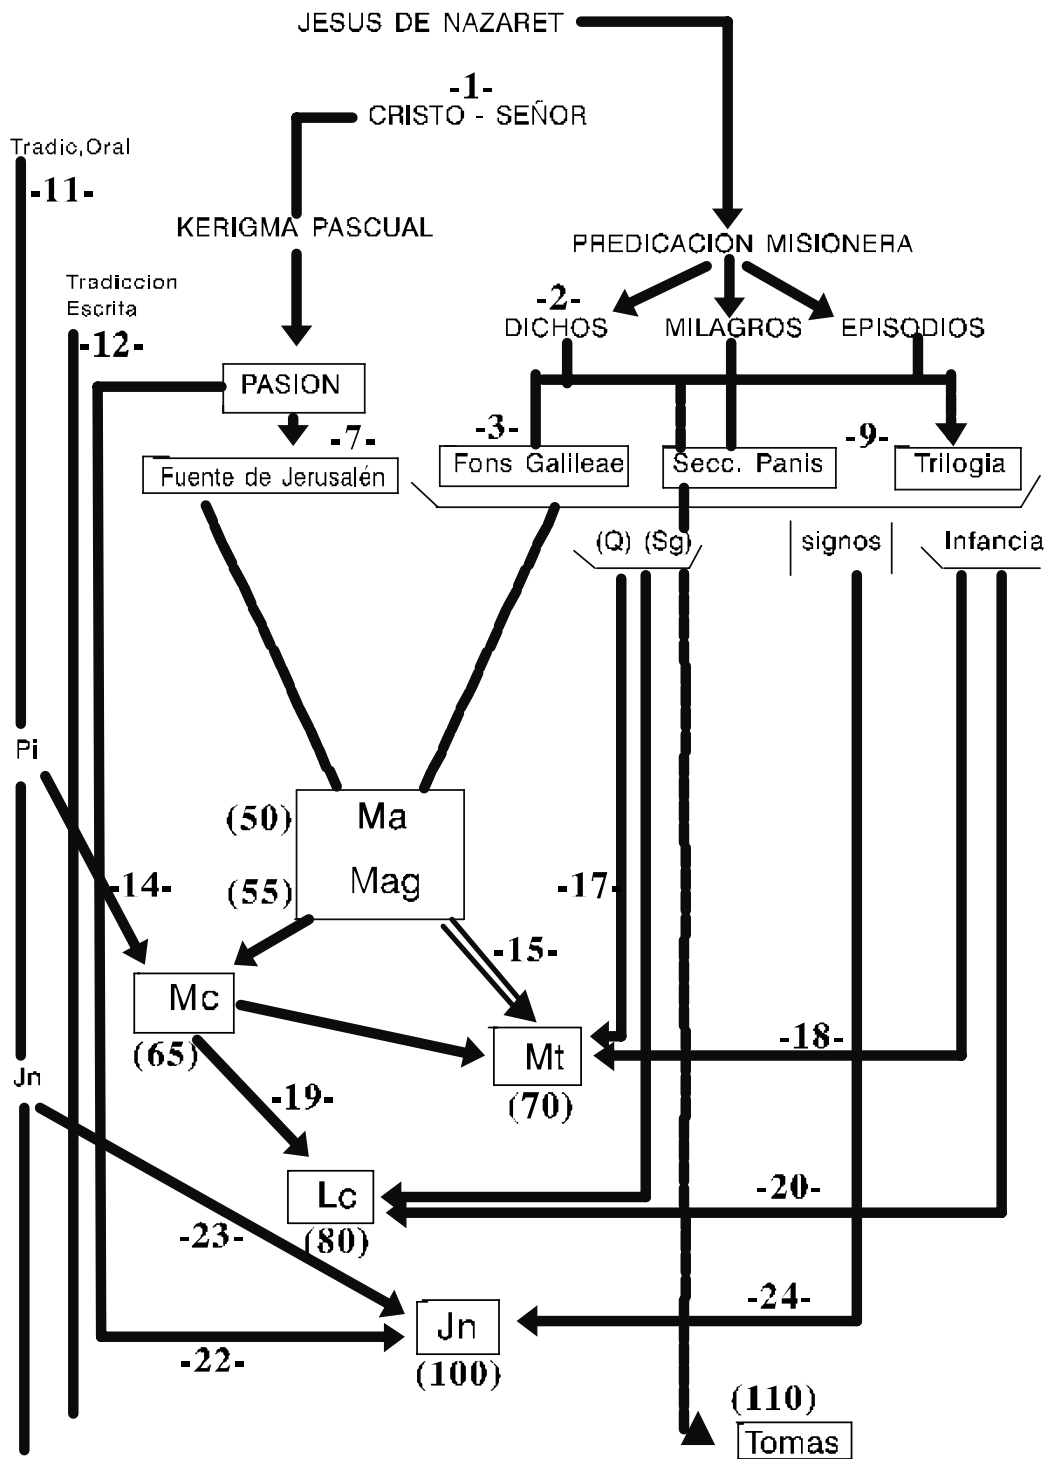 JESUS DE NAZARET
-1-
CRISTO - SEÑOR
Tradic,Oral
-11-
KERIGMA PASCUAL
PREDICACION MISIONERA
Tradiccion
Escrita
-12-
-2-
DICHOS
MILAGROS
EPISODIOS
PASION
-7-
-3-
-9-
Fuente de Jerusalén
Fons Galileae
Secc. Panis
Trilogia
(Q) (Sg)
signos
Infancia
Pi
(50)
Ma
(55)
Mag
-14-
-17-
-15-
Mc
(65)
Mt
(70)
-18-
Jn
-19-
Lc
(80)
-20-
-23-
-24-
Jn
(100)
-22-
(110)
Tomas